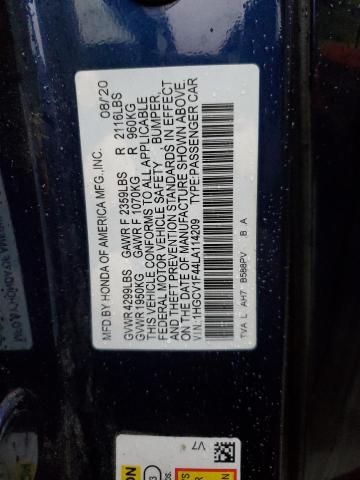 MFD BY HONDA OF AMERICA MFG.,INC. 08/20
GVWR 4299LBS GAWR F 2359LBS R 2116LBS
GVWR 1950KG GAWR F 1070KG R 960KG
THIS VEHICLE CONFORMS TO ALL APPLICABLE
FEDERAL MOTOR VEHICLE SAFETY, BUMPER,
AND THEFT PREVENTION STANDARDS IN EFFECT
ON THE DATE OF MANUFACTURE SHOWN ABOVE.
V.I.N. 1HGCV1F44LA114209 TYPE:PASSENGER CAR
TVA L AH7 B588PV B A
V7